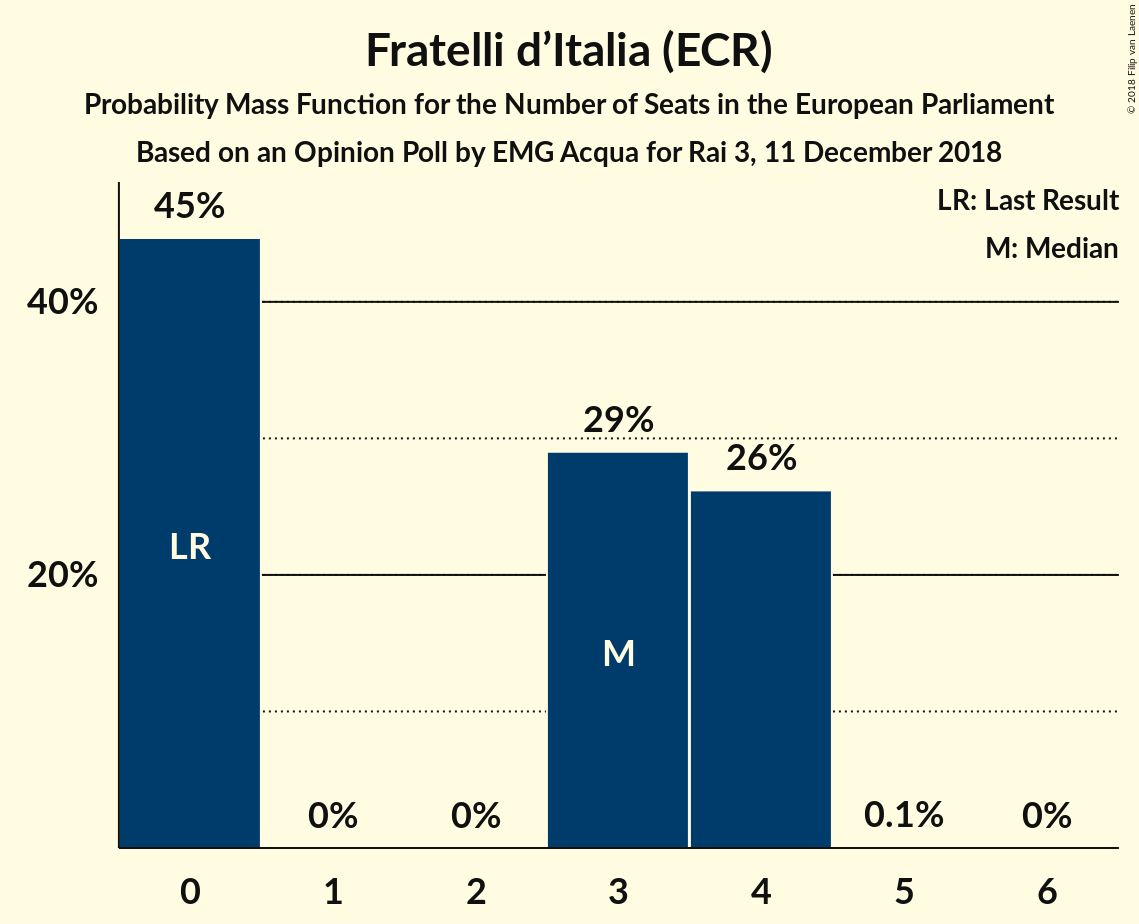 Fratelli d’Italia (ECR)
Probability Mass Function for the Number of Seats in the European Parliament
Based on an Opinion Poll by EMG Acqua for Rai 3, 11 December 2018
© 2018 Filip van Laenen
LR: Last Result
M: Median
45%
40%
29%
26%
LR
20%
M
0%
0%
0.1%
0%
0
1
2
3
4
5
6